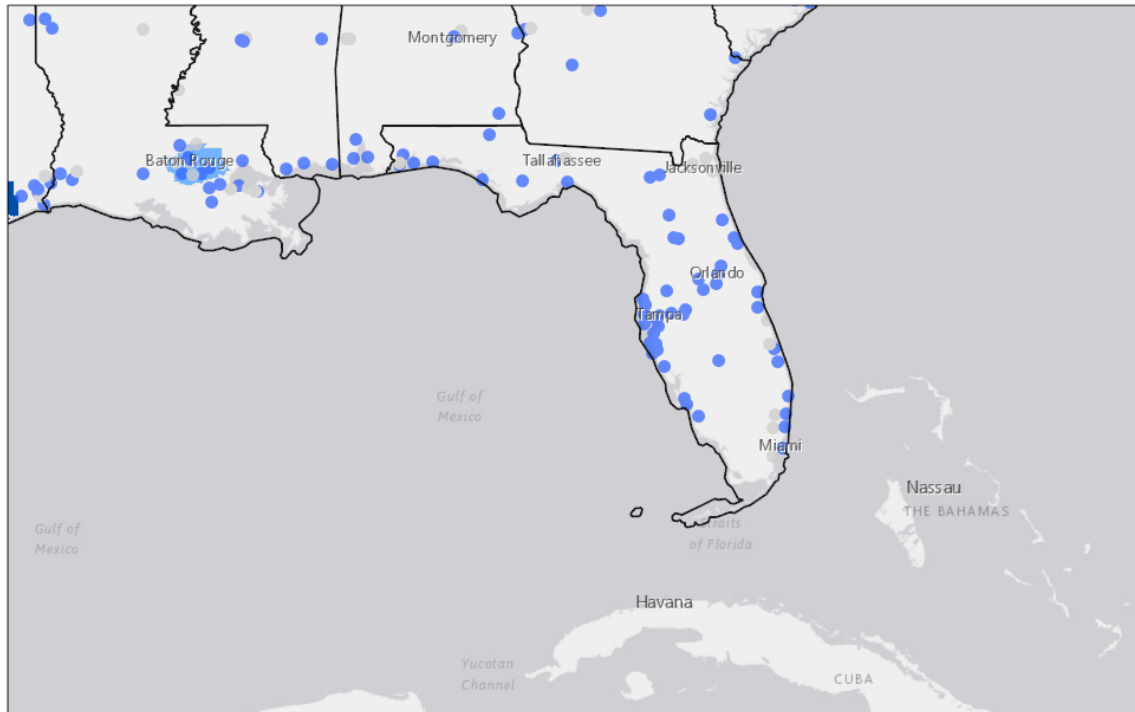 Montgomery
Baton Rouge
Tallahassee
Jacksonville
Orlando
Tampa
Gulf of
Mexico
Miami
Nassau
THE BAHAMAS
Gulf of
Mexico
Straits
of Florida
Havana
Yucatan
Channel
CUBA